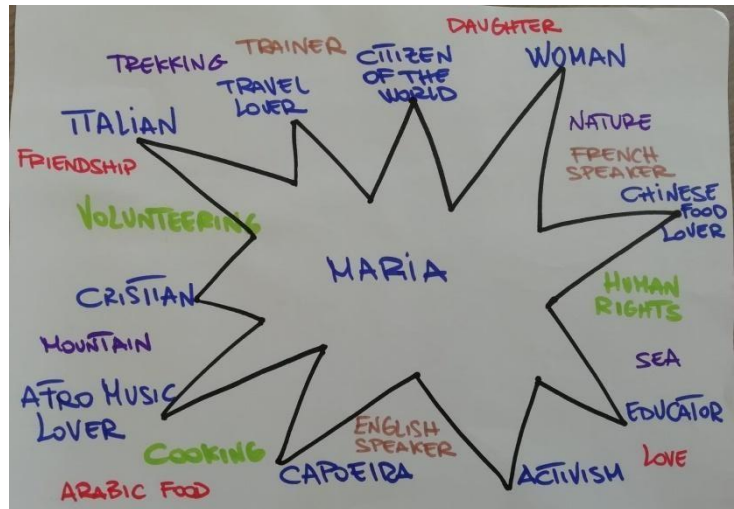 DAUGHTER
TREKKING
TRAINER
CITIZEN
OF THE
WORLD
WOMAN
TRAVEL
LOVER
ITALIAN
NATURE
FRIENDSHIP
FRENCH
SPEAKER
CHINESE
FOOD
LOVER
VOLUNTEERING
MARIA
CRISTIAN
HUMAN
RIGHTS
MOUNTAIN
SEA
AFRO MUSIC
LOVER
EDUCATOR
COOKING
ENGLISH
SPEAKER
LOVE
CAPOEIRA
ACTIVISM
ARABIC FOOD